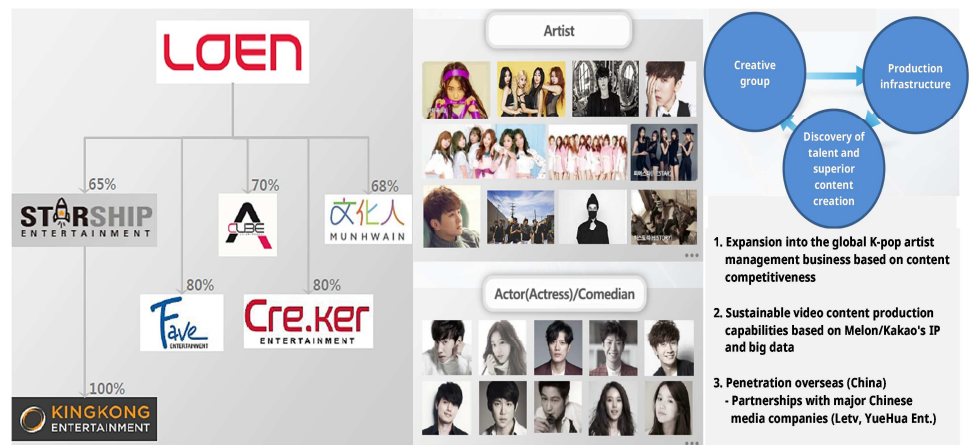 LOEN
65%
70%
68%
STARSHIP
ENTERTAINMENT
A
CUBE
文化人
MUNHWAIN
80%
80%
Fave
ENTERTAINMENT
Cre.ker
ENTERTAINMENT
100%
KINGKONG
ENTERTAINMENT
Artist
Actor(Actress)/Comedian
Creative
group
Production
infrastructure
Discovery of
talent and
superior
content
creation
1. Expansion into the global K-pop artist
management business based on content
competitiveness
2. Sustainable video content production
capabilities based on Melon/Kakao's IP
and big data
3. Penetration overseas (China)
- Partnerships with major Chinese
media companies (Letv, YueHua Ent.)